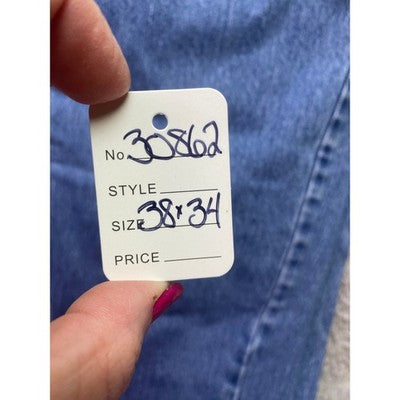 No 30862
STYLE
SIZE 38x34
PRICE